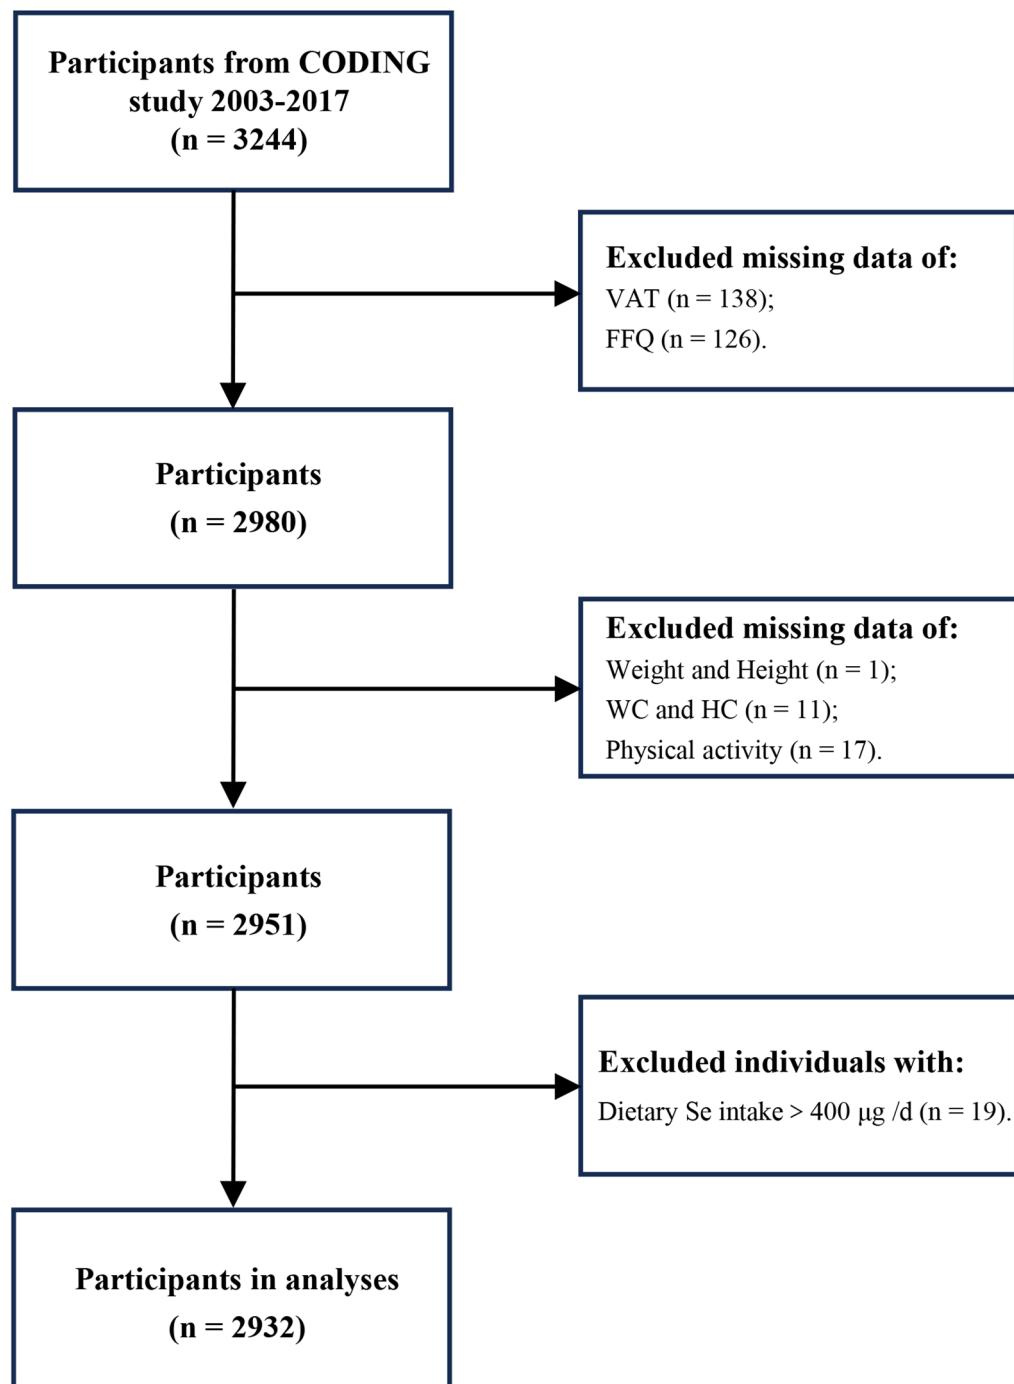 Participants from CODING
study 2003-2017
(n = 3244)
Excluded missing data of:
VAT (n = 138);
FFQ (n = 126).
Participants
(n = 2980)
Excluded missing data of:
Weight and Height (n = 1);
WC and HC (n = 11);
Physical activity (n = 17).
Participants
(n = 2951)
Excluded individuals with:
Dietary Se intake > 400 μg /d (n = 19).
Participants in analyses
(n = 2932)